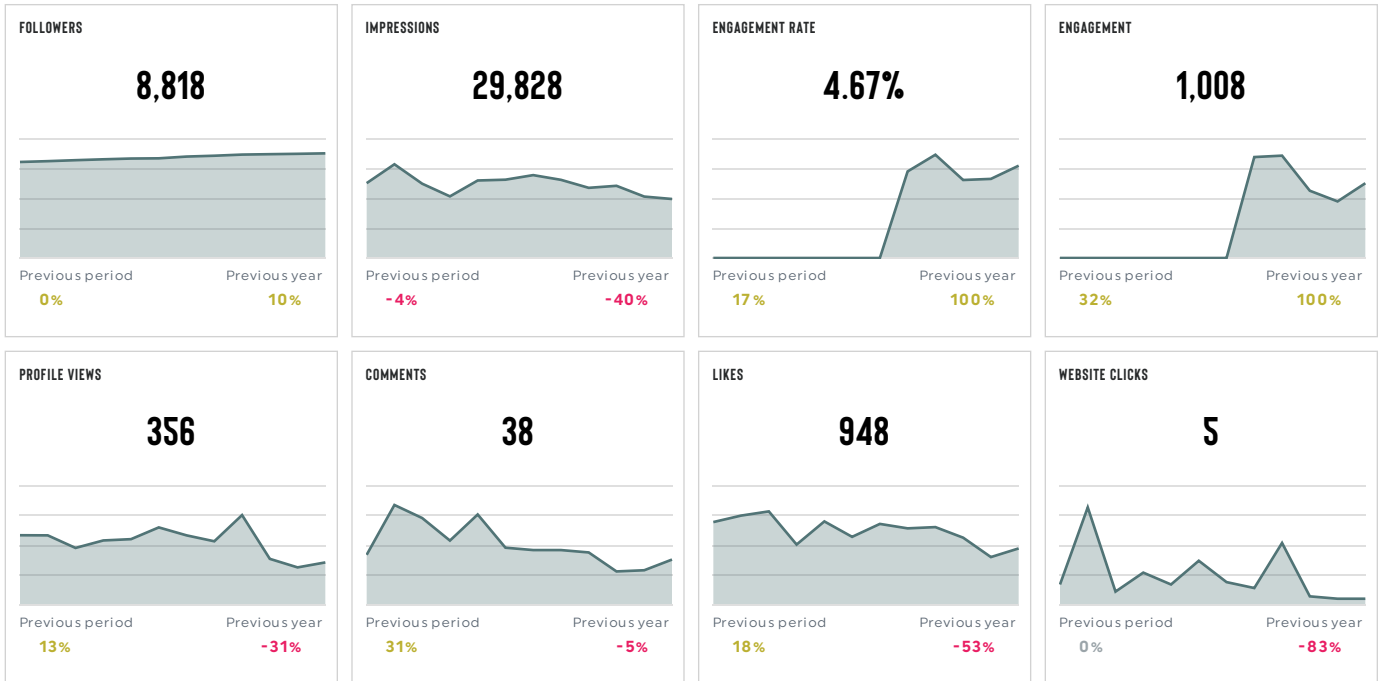 FOLLOWERS
8,818
Previous period Previous year
0% 10%
IMPRESSIONS
29,828
Previous period Previous year
-4% -40%
ENGAGEMENT RATE
4.67%
Previous period Previous year
17% 100%
ENGAGEMENT
1,008
Previous period Previous year
32% 100%
PROFILE VIEWS
356
Previous period Previous year
13% -31%
COMMENTS
38
Previous period Previous year
31% -5%
LIKES
948
Previous period Previous year
18% -53%
WEBSITE CLICKS
5
Previous period Previous year
0% -83%